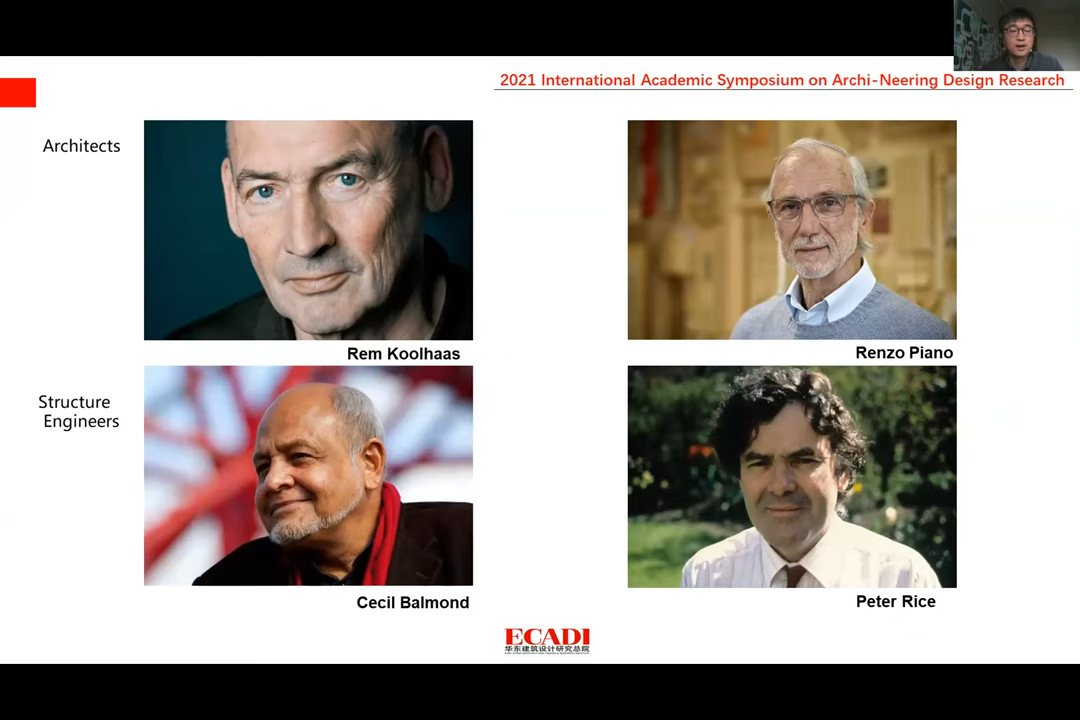 2021 International Academic Symposium on Archi-Neering Design Research
Architects
Rem Koolhaas
Renzo Piano
Structure
Engineers
Cecil Balmond
Peter Rice
ECADI
华东建筑设计研究总院